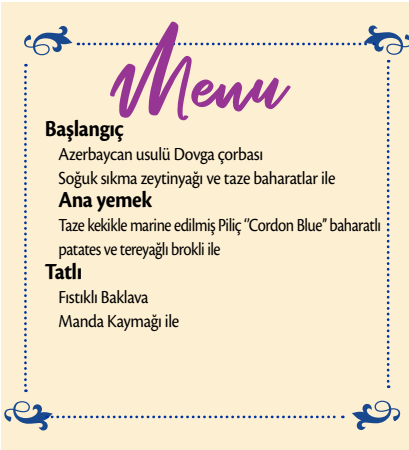 Menu
Başlangıç
Azerbaycan usulü Dovga çorbası
Soğuk sıkma zeytinyağı ve taze baharatlar ile
Ana yemek
Taze kekikle marine edilmiş Piliç “Cordon Blue” baharatlı
patates ve tereyağlı brokli ile
Tatlı
Fıstıklı Baklava
Manda Kaymağı ile